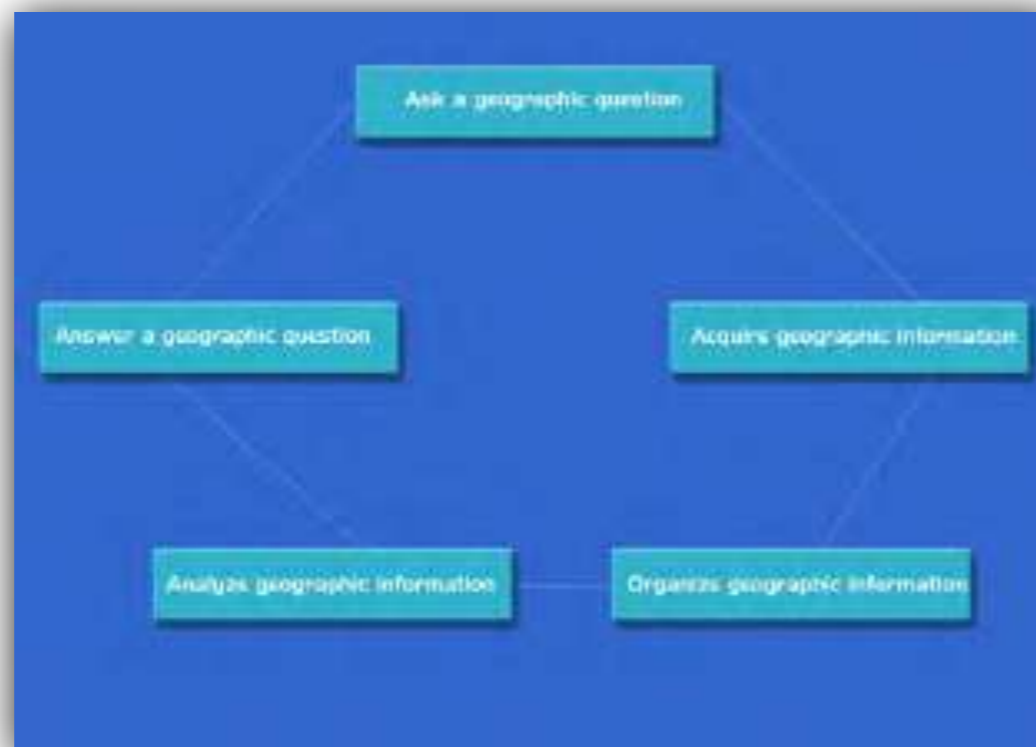 Ask a geographic question
Acquire geographic information
Organize geographic information
Analyze geographic information
Answer a geographic question